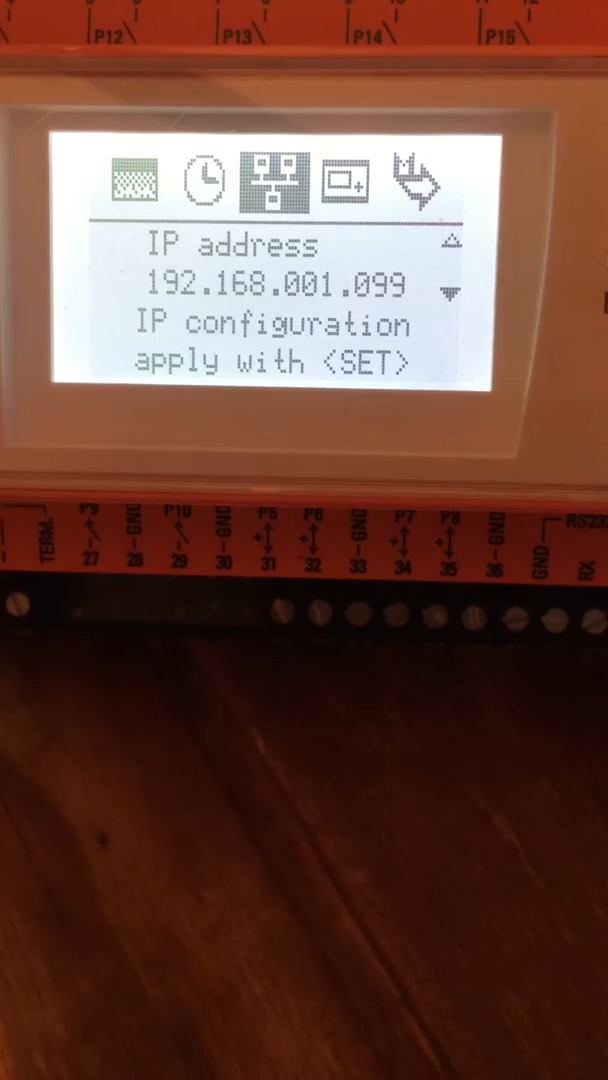 P12 P13 P14 P15
IP address
192.168.001.099
IP configuration
apply with <SET>
TERM. P9 GND P10 GND P5 P6 GND P7 P8 GND GND RS23
27 28 29 30 31 32 33 34 35 36 RX